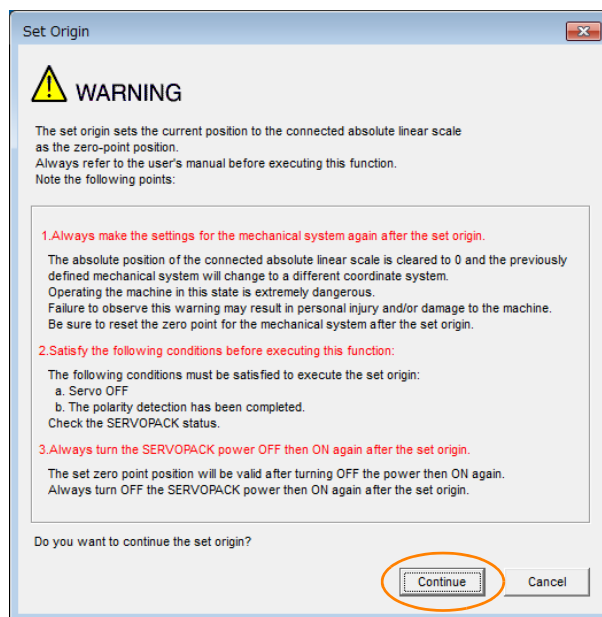 Set Origin
WARNING
The set origin sets the current position to the connected absolute linear scale
as the zero-point position.
Always refer to the user's manual before executing this function.
Note the following points:
1.Always make the settings for the mechanical system again after the set origin.
The absolute position of the connected absolute linear scale is cleared to 0 and the previously
defined mechanical system will change to a different coordinate system.
Operating the machine in this state is extremely dangerous.
Failure to observe this warning may result in personal injury and/or damage to the machine.
Be sure to reset the zero point for the mechanical system after the set origin.
2.Satisfy the following conditions before executing this function:
The following conditions must be satisfied to execute the set origin:
a. Servo OFF
b. The polarity detection has been completed.
Check the SERVOPACK status.
3.Always turn the SERVOPACK power OFF then ON again after the set origin.
The set zero point position will be valid after turning OFF the power then ON again.
Always turn OFF the SERVOPACK power then ON again after the set origin.
Do you want to continue the set origin?
Continue Cancel